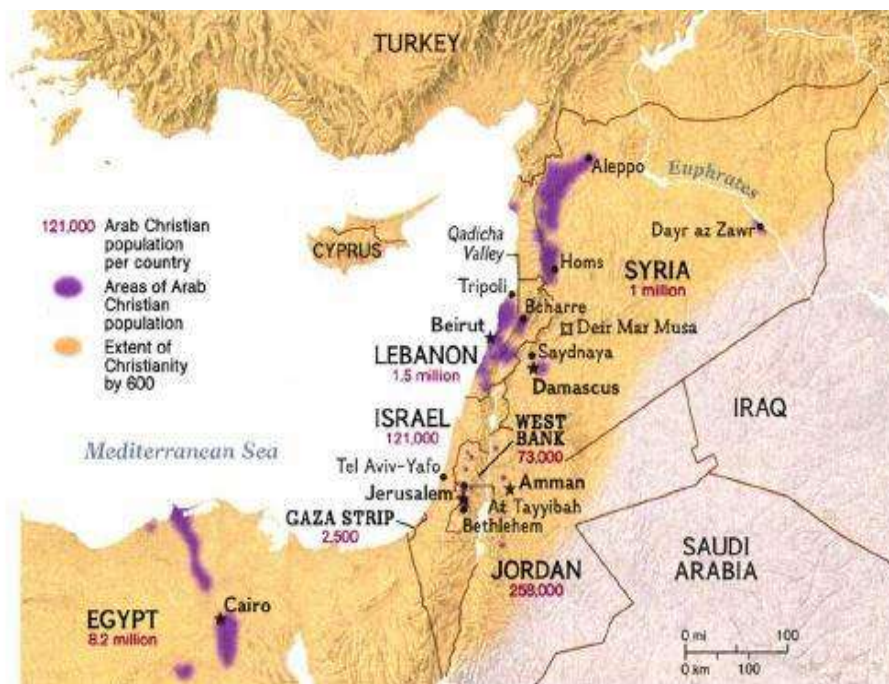 TURKEY
Aleppo
Euphrates
121,000 Arab Christian
population
per country
Areas of Arab
Christian
population
Extent of
Christianity
by 600
CYPRUS
Qadicha
Valley
Dayr az Zawr
Homs
SYRIA
1 million
Tripoli
Bcharre
Beirut
Deir Mar Musa
LEBANON
1.5 million
Saydnaya
Damascus
IRAQ
ISRAEL
121,000
WEST
BANK
73,000
Mediterranean Sea
Tel Aviv-Yafo
Amman
Jerusalem
At Tayyibah
GAZA STRIP
2,500
Bethlehem
JORDAN
258,000
SAUDI
ARABIA
EGYPT
8.2 million
Cairo
0 mi 100
0 km 100